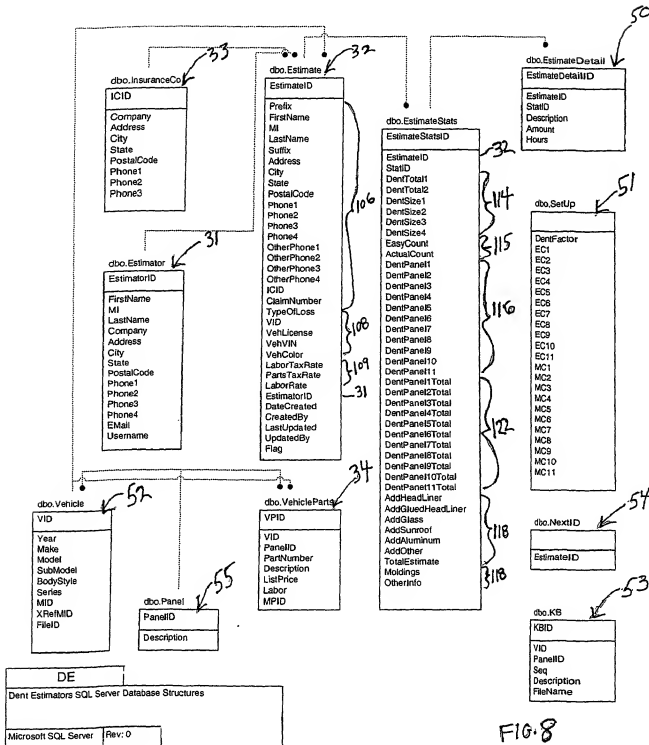 50
dbo.InsuranceCo
33
ICID
Company
Address
City
State
PostalCode
Phone1
Phone2
Phone3
dbo.Estimate
32
EstimateID
Prefix
FirstName
MI
LastName
Suffix
Address
City
State
PostalCode
Phone1
Phone2
Phone3
Phone4
OtherPhone1
OtherPhone2
OtherPhone3
OtherPhone4
ICID
ClaimNumber
TypeOfLoss
VID
VehLicense
VehVIN
VehColor
LaborTaxRate
PartsTaxRate
LaborRate
EstimatorID
DateCreated
CreatedBy
LastUpdated
UpdatedBy
Flag
106
108
109
31
dbo.EstimateStats
EstimateStatsID
32
EstimateID
StatID
DentTotal1
DentTotal2
DentSize1
DentSize2
DentSize3
DentSize4
EasyCount
ActualCount
DentPanel1
DentPanel2
DentPanel3
DentPanel4
DentPanel5
DentPanel6
DentPanel7
DentPanel8
DentPanel9
DentPanel10
DentPanel11
DentPanel1Total
DentPanel2Total
DentPanel3Total
DentPanel4Total
DentPanel5Total
DentPanel6Total
DentPanel7Total
DentPanel8Total
DentPanel9Total
DentPanel10Total
DentPanel11Total
AddHeadLiner
AddGluedHeadLiner
AddGlass
AddSunroof
AddAluminum
AddOther
TotalEstimate
Moldings
OtherInfo
114
115
116
122
118
118
dbo.EstimateDetail
EstimateDetailID
EstimateID
StatID
Description
Amount
Hours
dbo.SetUp
51
DentFactor
EC1
EC2
EC3
EC4
EC5
EC6
EC7
EC8
EC9
EC10
EC11
MC1
MC2
MC3
MC4
MC5
MC6
MC7
MC8
MC9
MC10
MC11
dbo.Estimator
31
EstimatorID
FirstName
MI
LastName
Company
Address
City
State
PostalCode
Phone1
Phone2
Phone3
Phone4
EMail
Username
dbo.Vehicle
52
VID
Year
Make
Model
SubModel
BodyStyle
Series
MID
XRefMID
FileID
dbo.Panel
55
PanelID
Description
dbo.VehicleParts
34
VPID
VID
PanelID
PartNumber
Description
ListPrice
Labor
MPID
dbo.NextID
54
EstimateID
dbo.KB
53
KBID
VID
PanelID
Seq
Description
FileName
DE
Dent Estimators SQL Server Database Structures
Microsoft SQL Server Rev: 0
FIG. 8